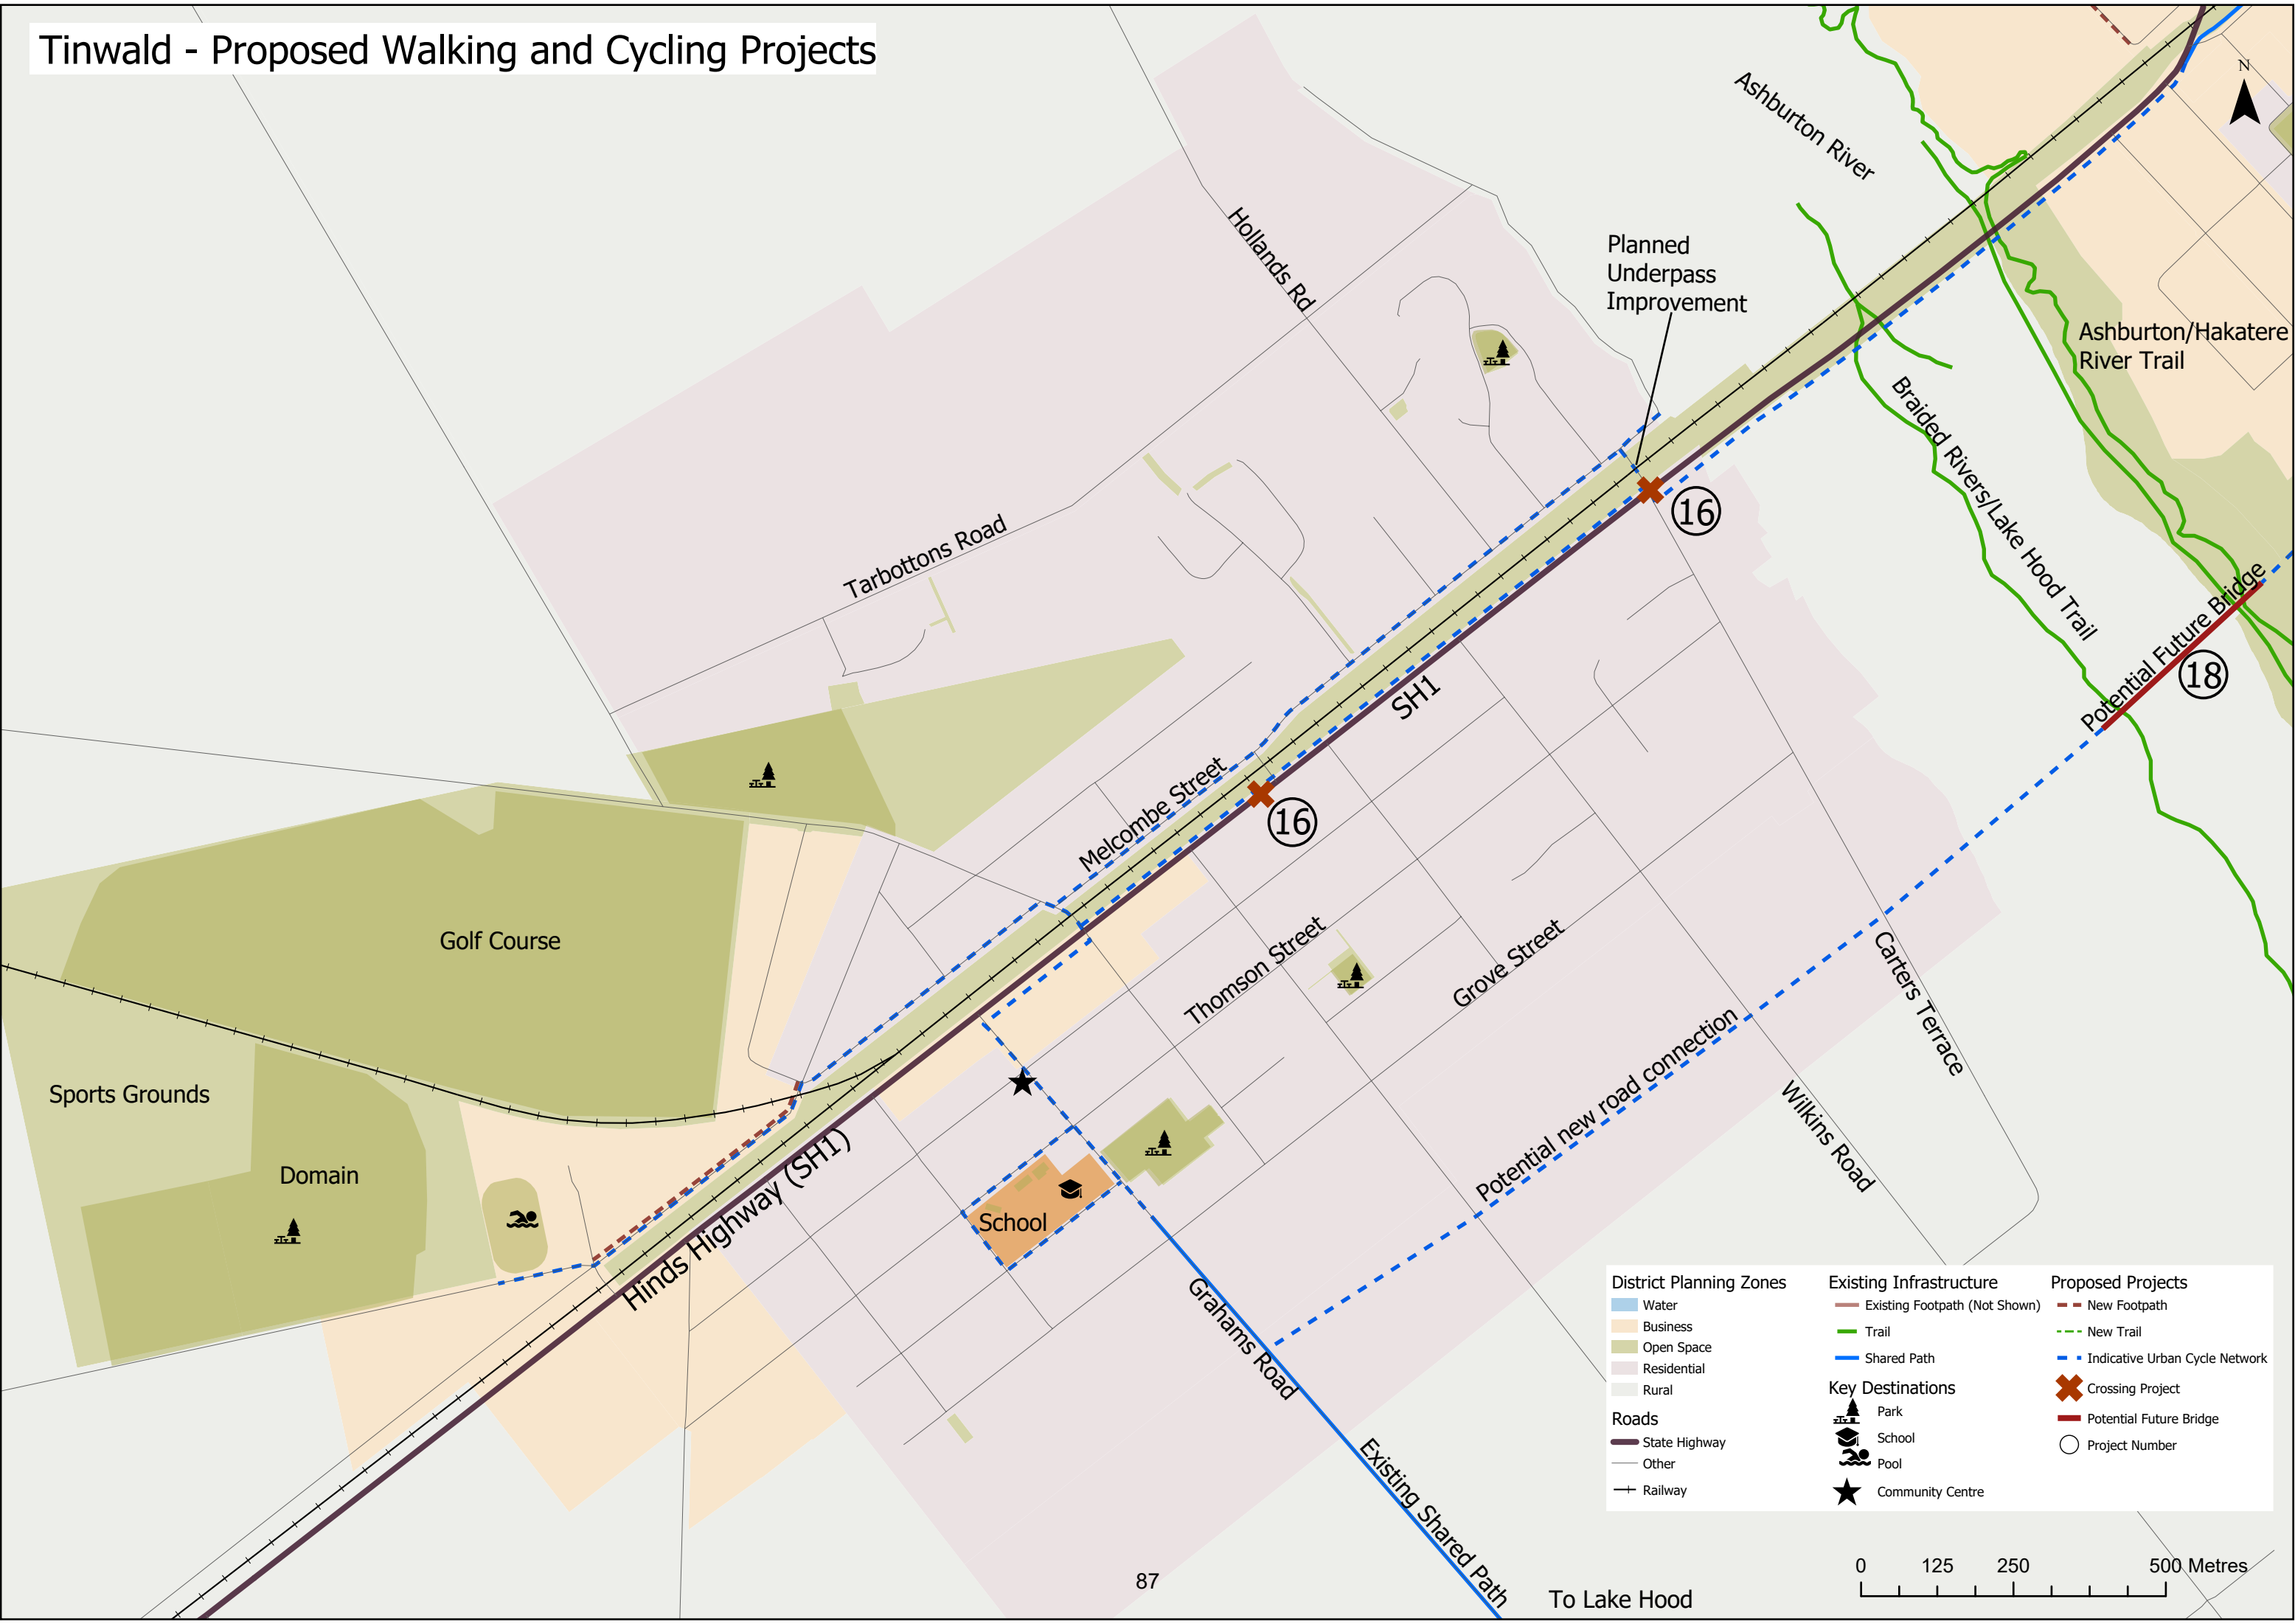 Tinwald - Proposed Walking and Cycling Projects
N
Ashburton River
Hollands Rd
Planned
Underpass
Improvement
Ashburton/Hakatere
River Trail
Braided Rivers/Lake Hood Trail
16
Tarbottons Road
Potential Future Bridge
18
SH1
Melcombe Street
16
Golf Course
Thomson Street
Grove Street
Carters Terrace
Sports Grounds
Potential new road connection
Wilkins Road
Domain
Hinds Highway (SH1)
School
Grahams Road
Existing Shared Path
To Lake Hood
87
District Planning Zones
Water
Business
Open Space
Residential
Rural
Roads
State Highway
Other
Railway
Existing Infrastructure
Existing Footpath (Not Shown)
Trail
Shared Path
Key Destinations
Park
School
Pool
Community Centre
Proposed Projects
New Footpath
New Trail
Indicative Urban Cycle Network
Crossing Project
Potential Future Bridge
Project Number
0 125 250 500 Metres